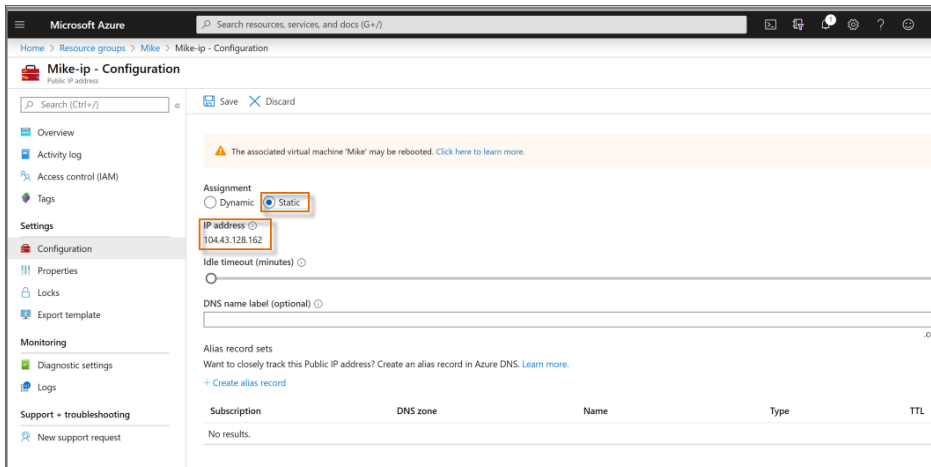 Microsoft Azure
Search resources, services, and docs (G+/)
1
Home > Resource groups > Mike > Mike-ip - Configuration
Mike-ip - Configuration
Public IP address
Search (Ctrl+/)
Save
Discard
Overview
Activity log
Access control (IAM)
Tags
Settings
Configuration
Properties
Locks
Export template
Monitoring
Diagnostic settings
Logs
Support + troubleshooting
New support request
The associated virtual machine 'Mike' may be rebooted. Click here to learn more.
Assignment
Dynamic
Static
IP address
104.43.128.162
Idle timeout (minutes)
DNS name label (optional)
Alias record sets
Want to closely track this Public IP address? Create an alias record in Azure DNS. Learn more.
+ Create alias record
Subscription DNS zone Name Type TTL
No results.